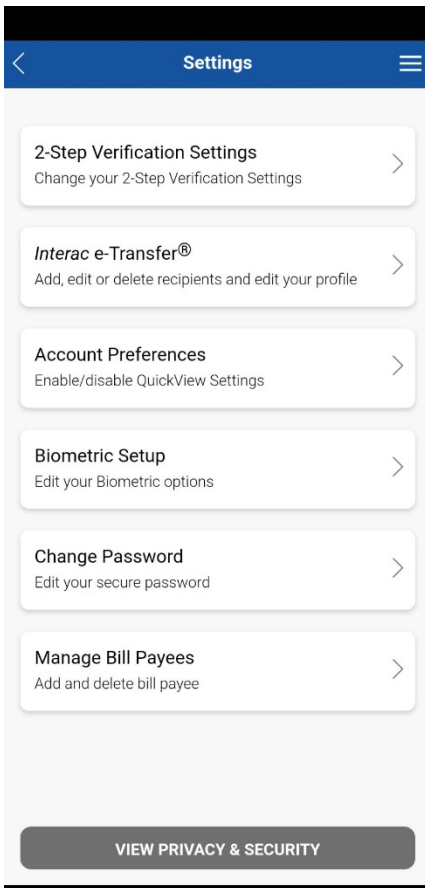 Settings
2-Step Verification Settings
Change your 2-Step Verification Settings
Interac e-Transfer®
Add, edit or delete recipients and edit your profile
Account Preferences
Enable/disable QuickView Settings
Biometric Setup
Edit your Biometric options
Change Password
Edit your secure password
Manage Bill Payees
Add and delete bill payee
VIEW PRIVACY & SECURITY